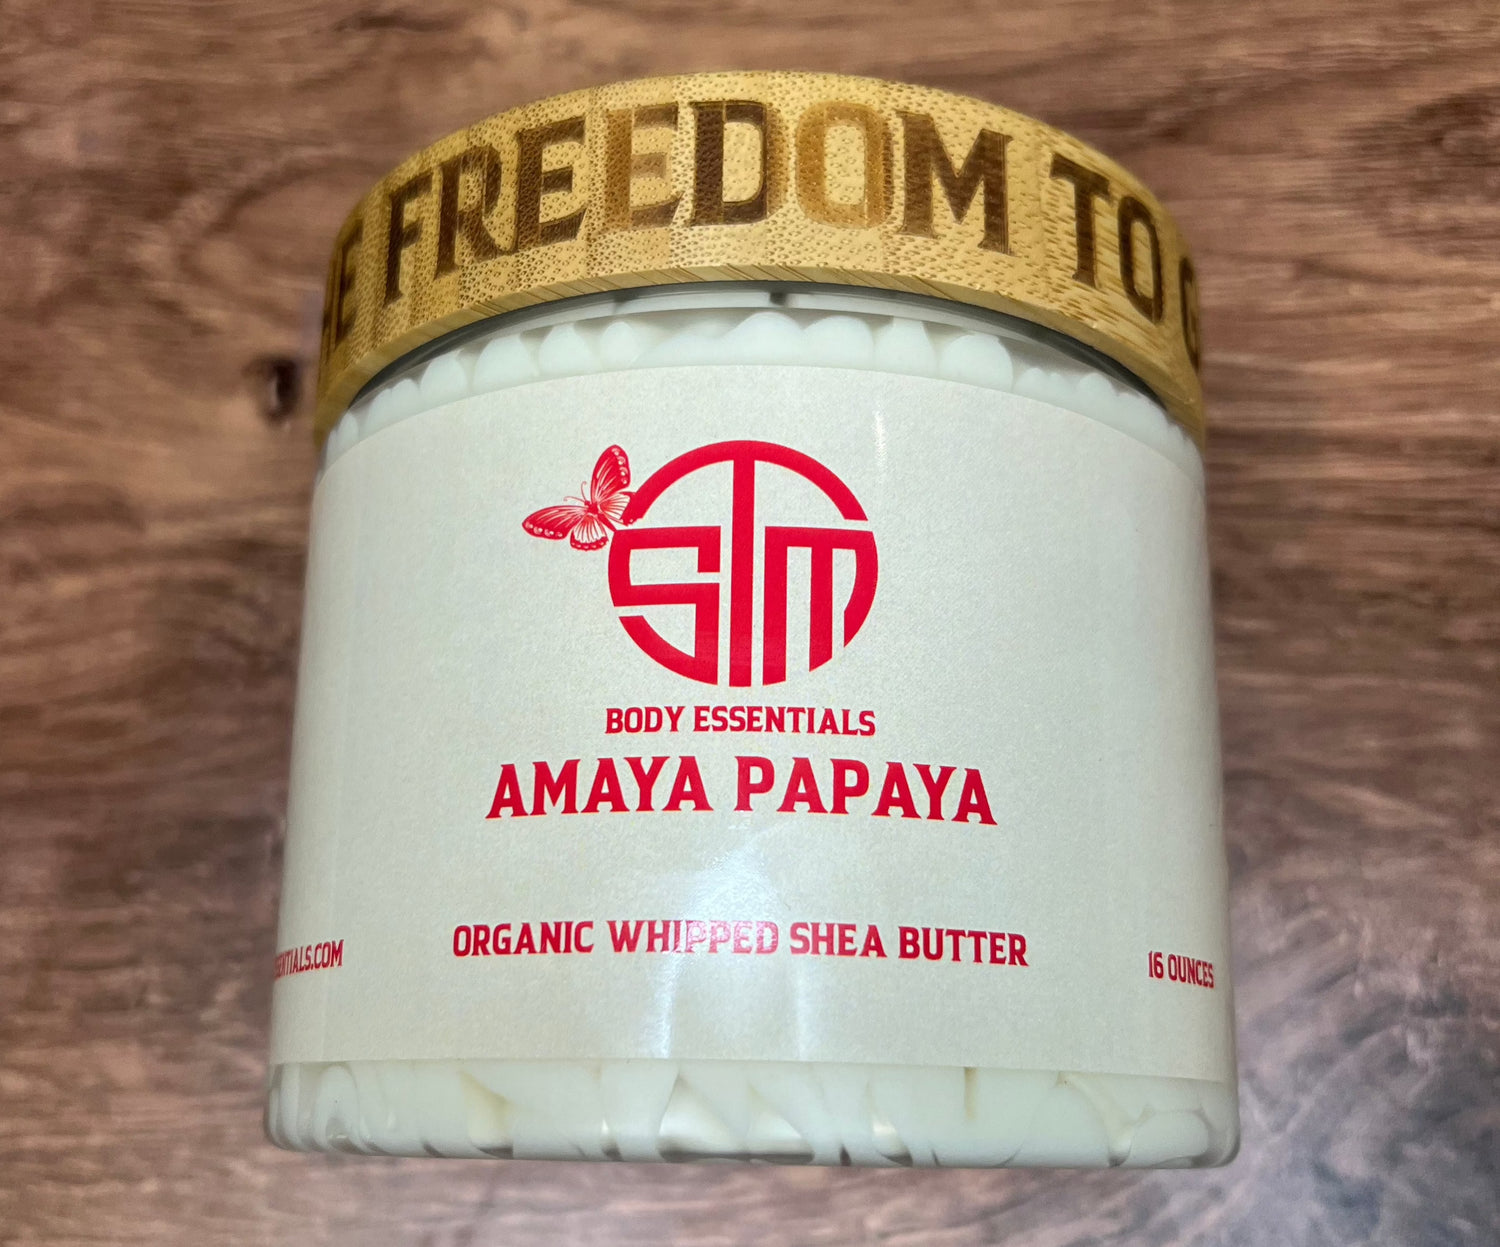 FREEDOM TO
STM
BODY ESSENTIALS
AMAYA PAPAYA
ORGANIC WHIPPED SHEA BUTTER
16 OUNCES